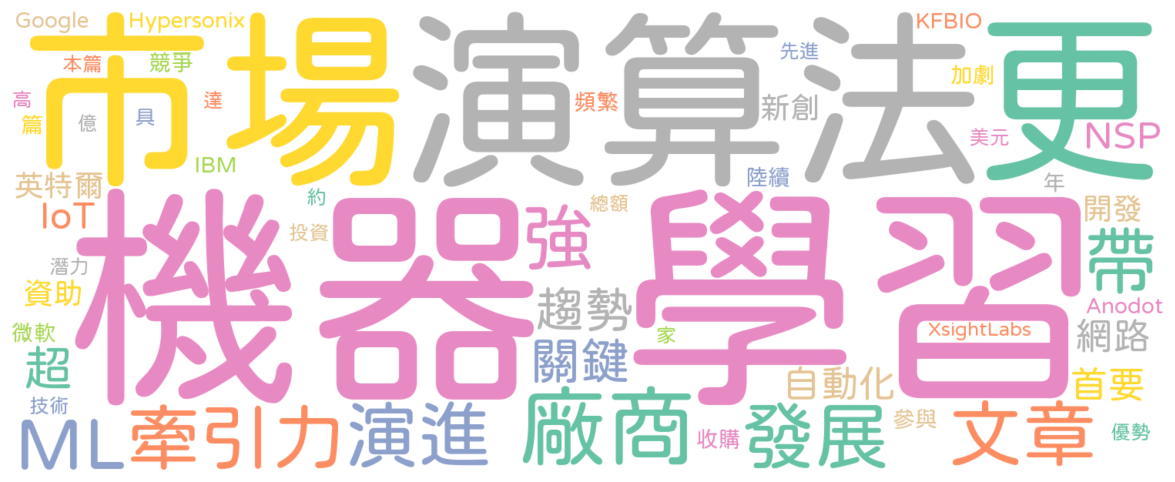 Google
Hypersonix
KFBIO
市場
演算法
更
本篇
競爭
先進
加劇
高
達
頻繁
新創
篇
億
具
美元
NSP
IBM
英特爾
陸續
年
約
IoT
機器
學習
強
總額
開發
投資
帶
潛力
資助
趨勢
Anodot
微軟
家
XsightLabs
網路
超
關鍵
自動化
首要
技術
ML
牽引力
演進
廠商
收購
發展
參與
文章
優勢